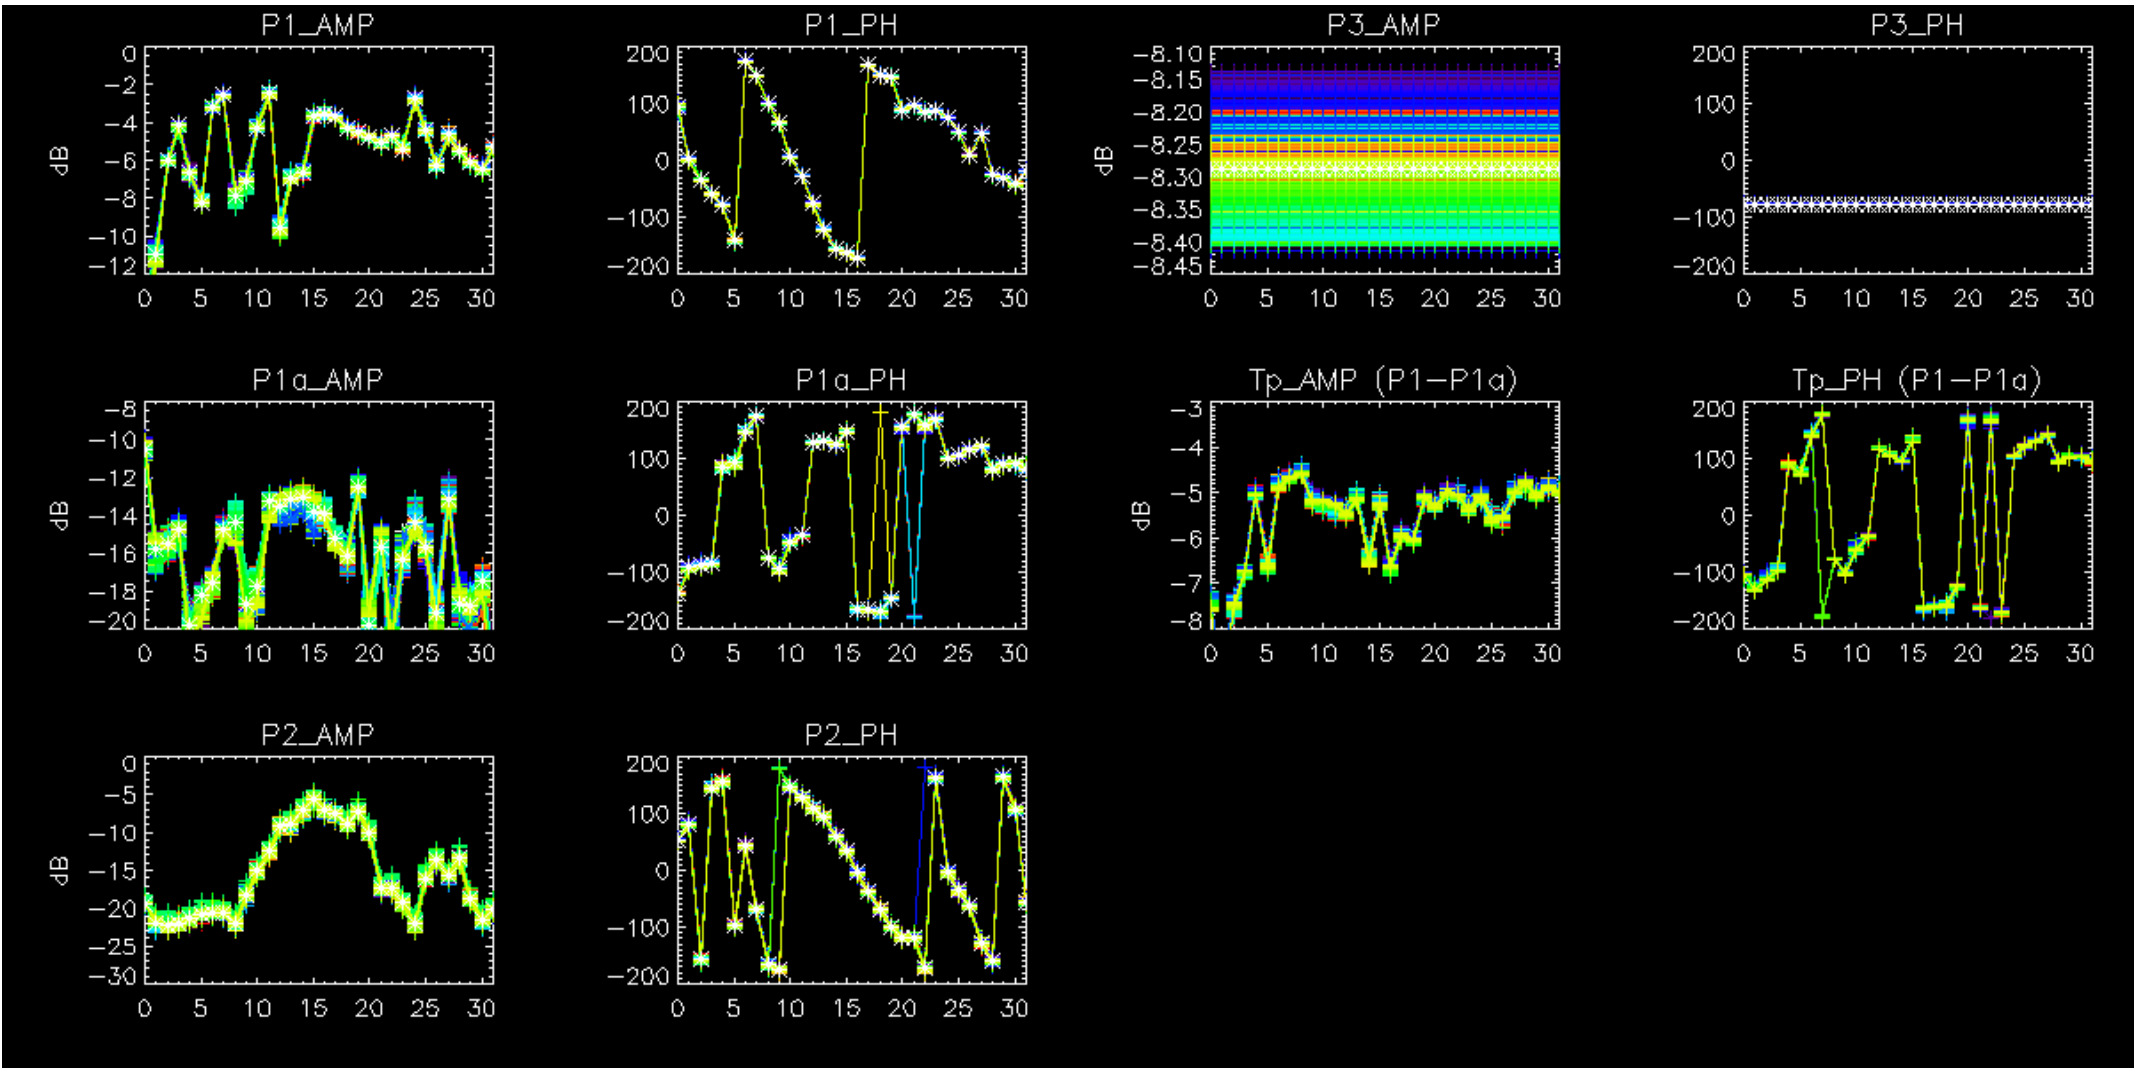 P1_AMP
P1_PH
P3_AMP
P3_PH
0
−2
−4
−6
−8
−10
−12
dB
0 5 10 15 20 25 30
200
100
0
−100
−200
0 5 10 15 20 25 30
−8.10
−8.15
−8.20
−8.25
−8.30
−8.35
−8.40
−8.45
dB
0 5 10 15 20 25 30
200
100
0
−100
−200
0 5 10 15 20 25 30
P1a_AMP
P1a_PH
Tp_AMP (P1−P1a)
Tp_PH (P1−P1a)
−8
−10
−12
−14
−16
−18
−20
dB
0 5 10 15 20 25 30
200
100
0
−100
−200
0 5 10 15 20 25 30
−3
−4
−5
−6
−7
−8
dB
0 5 10 15 20 25 30
200
100
0
−100
−200
0 5 10 15 20 25 30
P2_AMP
P2_PH
0
−5
−10
−15
−20
−25
−30
dB
0 5 10 15 20 25 30
200
100
0
−100
−200
0 5 10 15 20 25 30